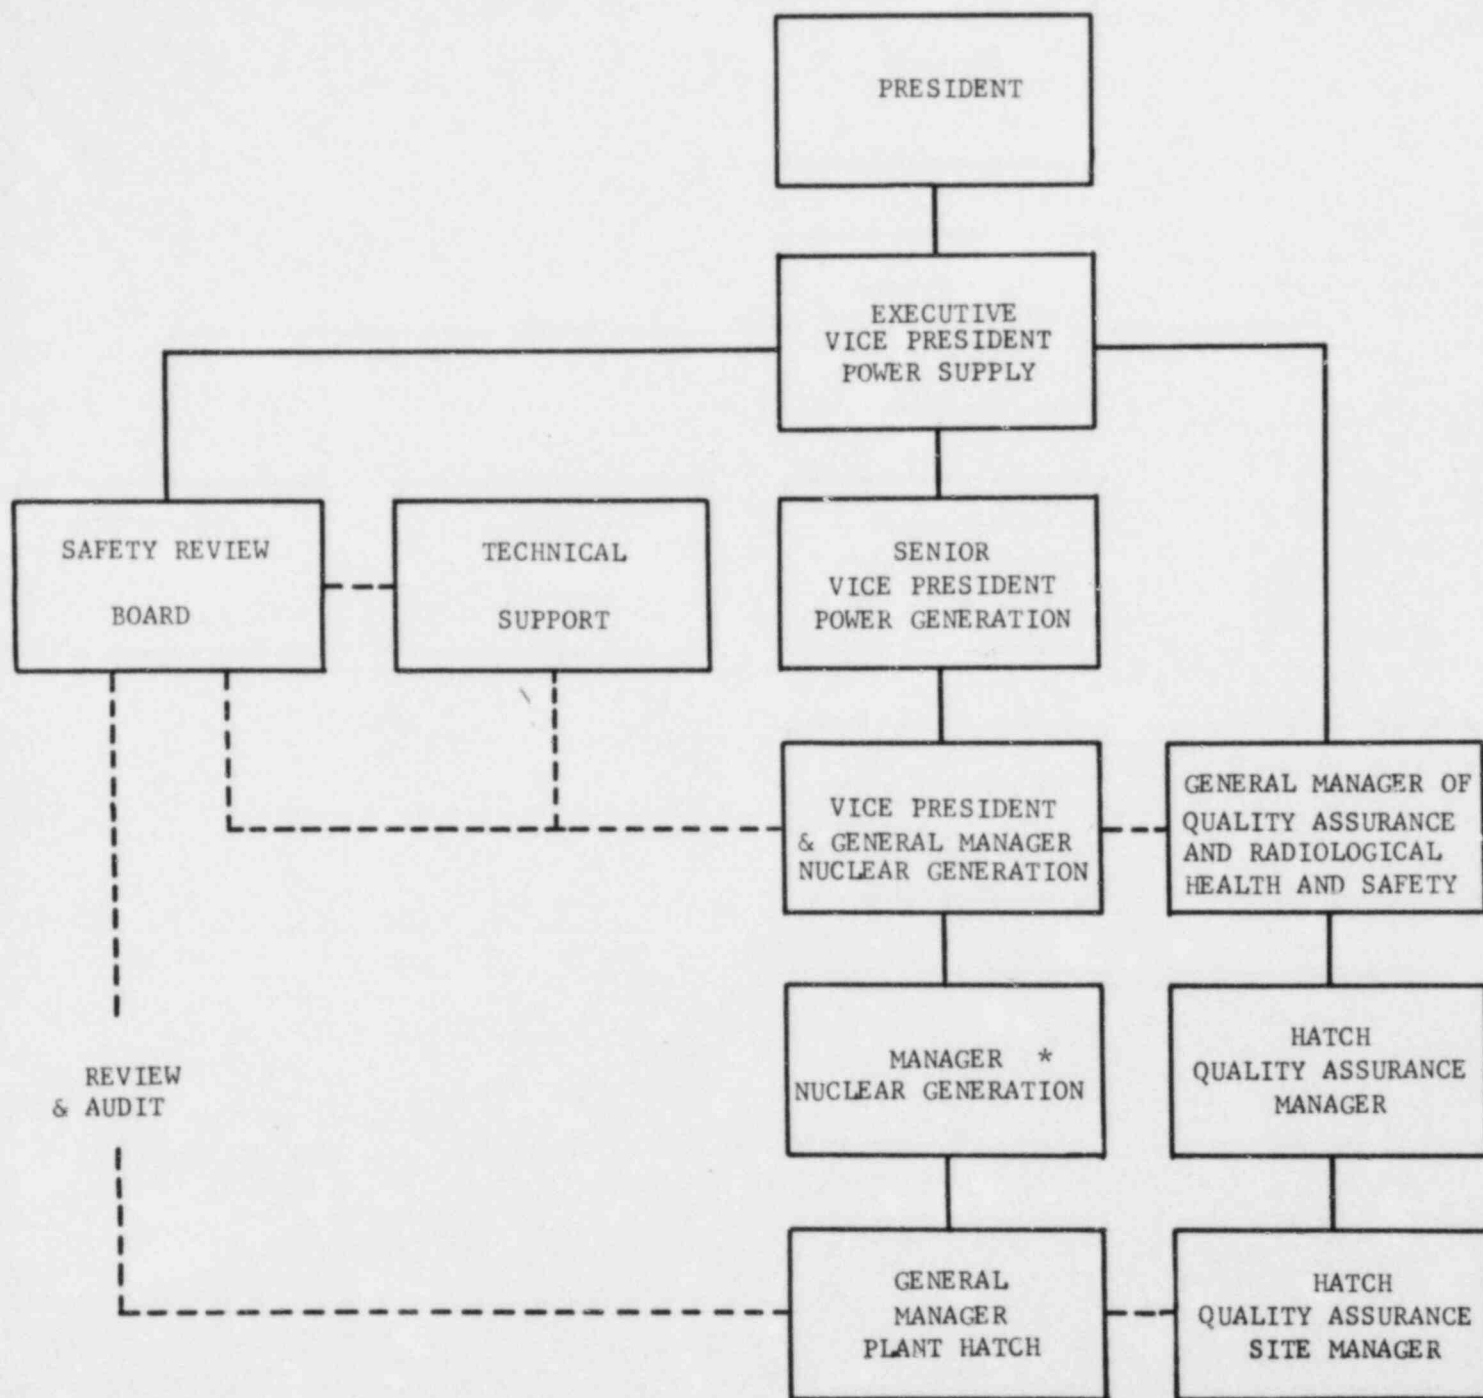 PRESIDENT
EXECUTIVE
VICE PRESIDENT
POWER SUPPLY
SAFETY REVIEW
BOARD
TECHNICAL
SUPPORT
SENIOR
VICE PRESIDENT
POWER GENERATION
VICE PRESIDENT
& GENERAL MANAGER
NUCLEAR GENERATION
GENERAL MANAGER OF
QUALITY ASSURANCE
AND RADIOLOGICAL
HEALTH AND SAFETY
REVIEW
& AUDIT
MANAGER *
NUCLEAR GENERATION
HATCH
QUALITY ASSURANCE
MANAGER
GENERAL
MANAGER
PLANT HATCH
HATCH
QUALITY ASSURANCE
SITE MANAGER